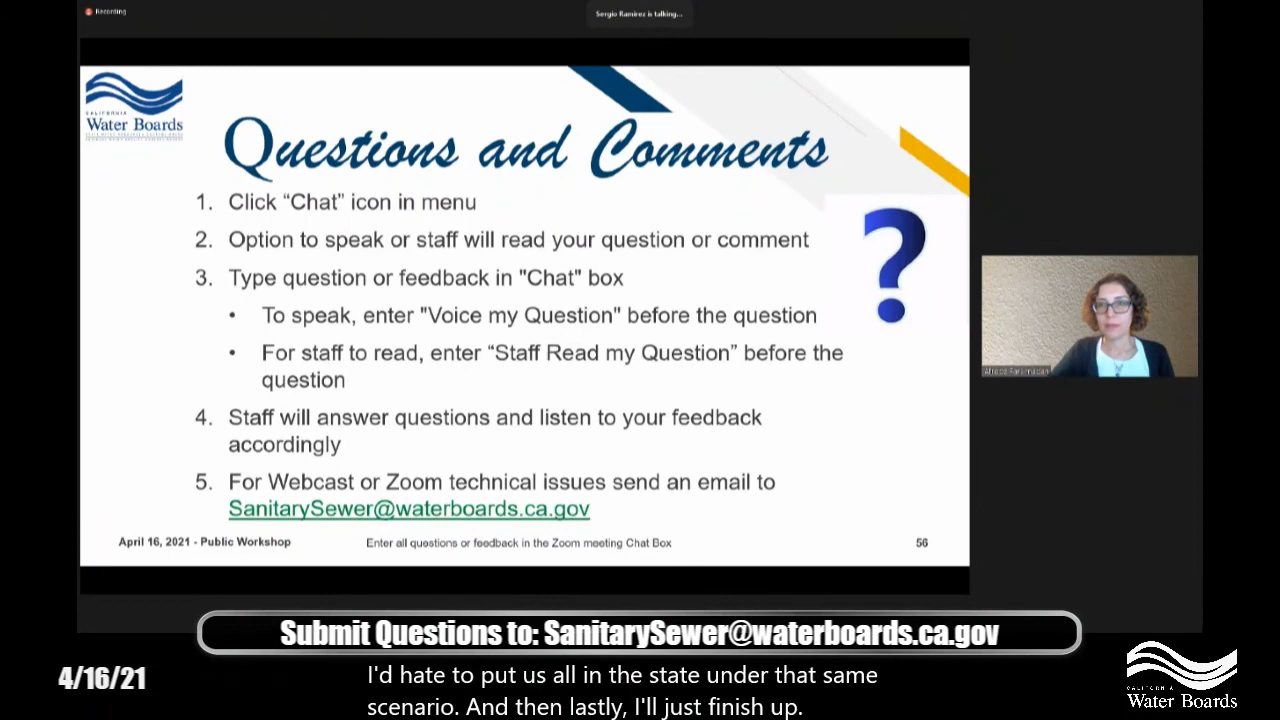 Recording
Sergio Ramirez is talking...
CALIFORNIA
Water Boards
Questions and Comments
1. Click “Chat” icon in menu
2. Option to speak or staff will read your question or comment
3. Type question or feedback in "Chat" box
• To speak, enter "Voice my Question" before the question
• For staff to read, enter “Staff Read my Question” before the
question
4. Staff will answer questions and listen to your feedback
accordingly
5. For Webcast or Zoom technical issues send an email to
SanitarySewer@waterboards.ca.gov
April 16, 2021 - Public Workshop
Enter all questions or feedback in the Zoom meeting Chat Box
56
Submit Questions to: SanitarySewer@waterboards.ca.gov
4/16/21
I'd hate to put us all in the state under that same
scenario. And then lastly, I'll just finish up.
CALIFORNIA
Water Boards